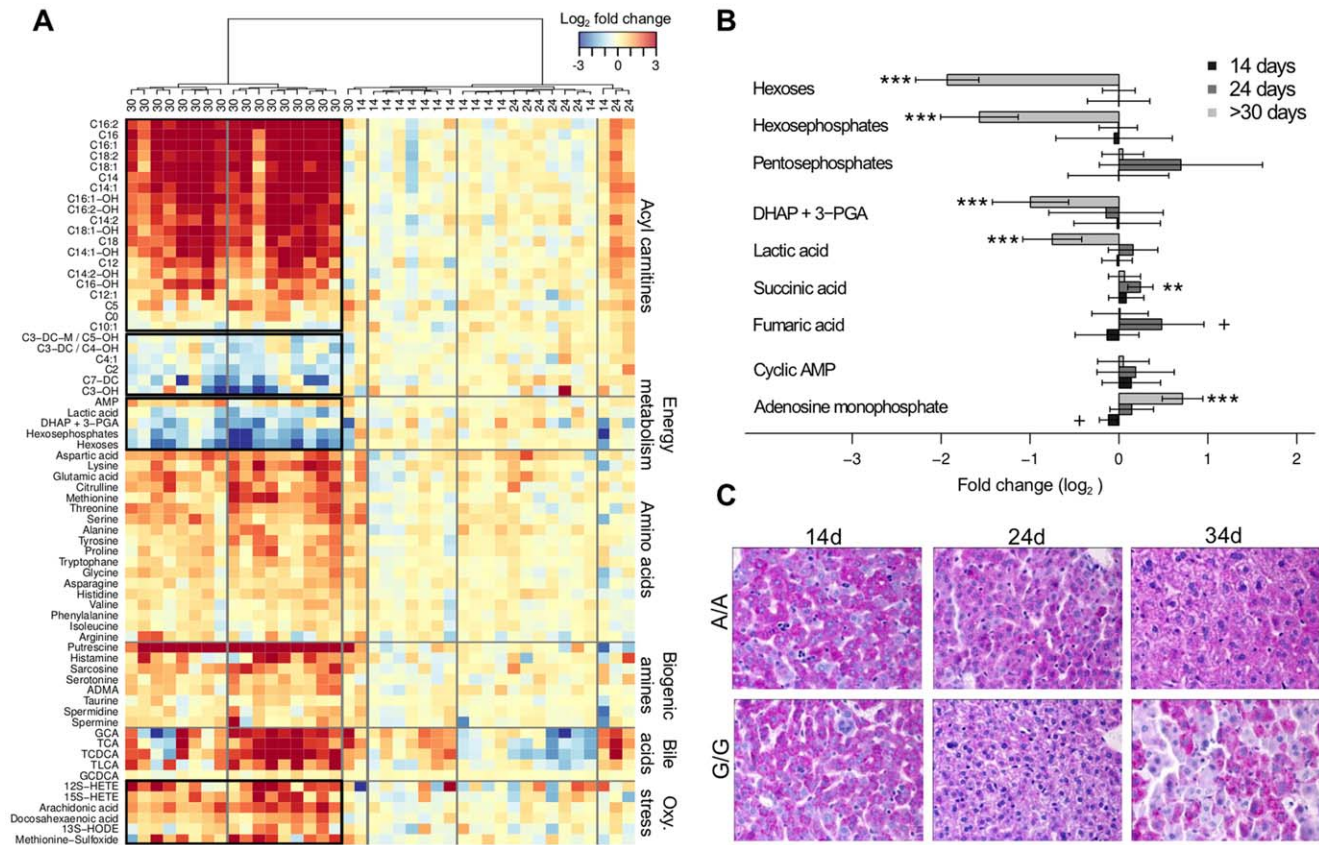 A
Log2 fold change
-3 0 3
C16:2
C16
C16:1
C18:2
C18:1
C14
C14:1
C16:1-OH
C16:2-OH
C14:2
C18:1-OH
C18
C14:1-OH
C12
C14:2-OH
C16-OH
C12:1
C5
C0
C10:1
C3-DC-M / C5-OH
C3-DC / C4-OH
C4:1
C2
C7-DC
C3-OH
AMP
Lactic acid
DHAP + 3-PGA
Hexosephosphates
Hexoses
Aspartic acid
Lysine
Glutamic acid
Citrulline
Methionine
Threonine
Serine
Alanine
Tyrosine
Proline
Tryptophane
Glycine
Asparagine
Histidine
Valine
Phenylalanine
Isoleucine
Arginine
Putrescine
Histamine
Sarcosine
Serotonine
ADMA
Taurine
Spermidine
Spermine
GCA
TCA
TCDCA
TLCA
GCDCA
12S-HETE
15S-HETE
Arachidonic acid
Docosahexaenoic acid
13S-HODE
Methionine-Sulfoxide
Acyl carnitines
Energy
metabolism
Amino acids
Biogenic
amines
Bile
acids
Oxy.
stress
B
14 days
24 days
>30 days
Hexoses ***
Hexosephosphates ***
Pentosephosphates
DHAP + 3-PGA ***
Lactic acid ***
Succinic acid **
Fumaric acid +
Cyclic AMP
Adenosine monophosphate ***
+
-3 -2 -1 0 1 2
Fold change (log2 )
C
14d 24d 34d
A/A
G/G